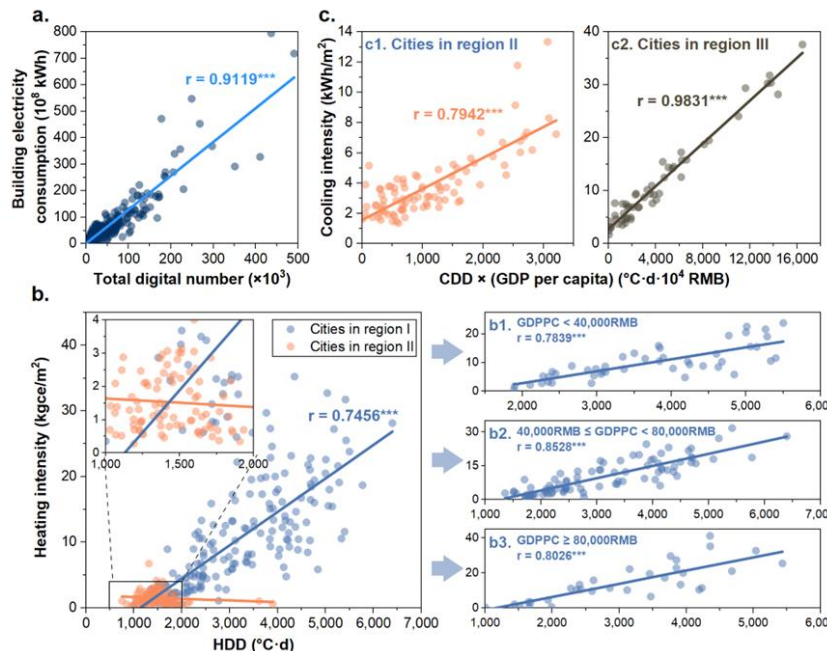 a.
r = 0.9119***
Building electricity
consumption (10⁸ kWh)
800
700
600
500
400
300
200
100
0
0 100 200 300 400 500
Total digital number (×10³)
c.
c1. Cities in region II
r = 0.7942***
Cooling intensity (kWh/m²)
14
12
10
8
6
4
2
0
0 1,000 2,000 3,000
c2. Cities in region III
r = 0.9831***
40
30
20
10
0
0 4,000 8,000 12,000 16,000
CDD × (GDP per capita) (°C·d·10⁴ RMB)
b.
Heating intensity (kgce/m²)
45
40
35
30
25
20
15
10
5
0
0 1,000 2,000 3,000 4,000 5,000 6,000 7,000
HDD (°C·d)
Cities in region I
Cities in region II
r = 0.7456***
4
3
2
1
0
1,000 1,500 2,000
b1. GDPPC < 40,000RMB
r = 0.7839***
20
10
0
2,000 3,000 4,000 5,000 6,000
b2. 40,000RMB ≤ GDPPC < 80,000RMB
r = 0.8528***
30
15
0
1,000 2,000 3,000 4,000 5,000 6,000
b3. GDPPC ≥ 80,000RMB
r = 0.8026***
40
20
0
1,000 2,000 3,000 4,000 5,000 6,000